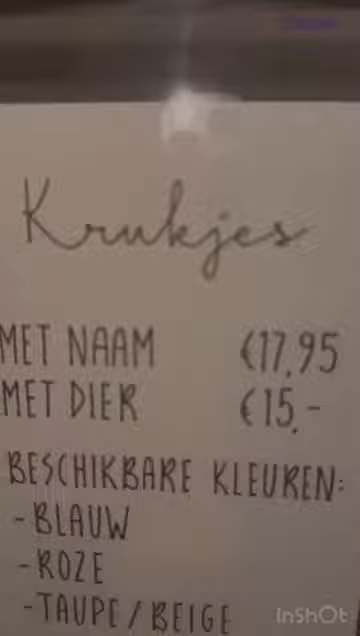 Krukjes
MET NAAM €17,95
MET DIER €15,-
BESCHIKBARE KLEUREN:
-BLAUW
-ROZE
-TAUPE/BEIGE
InShOt